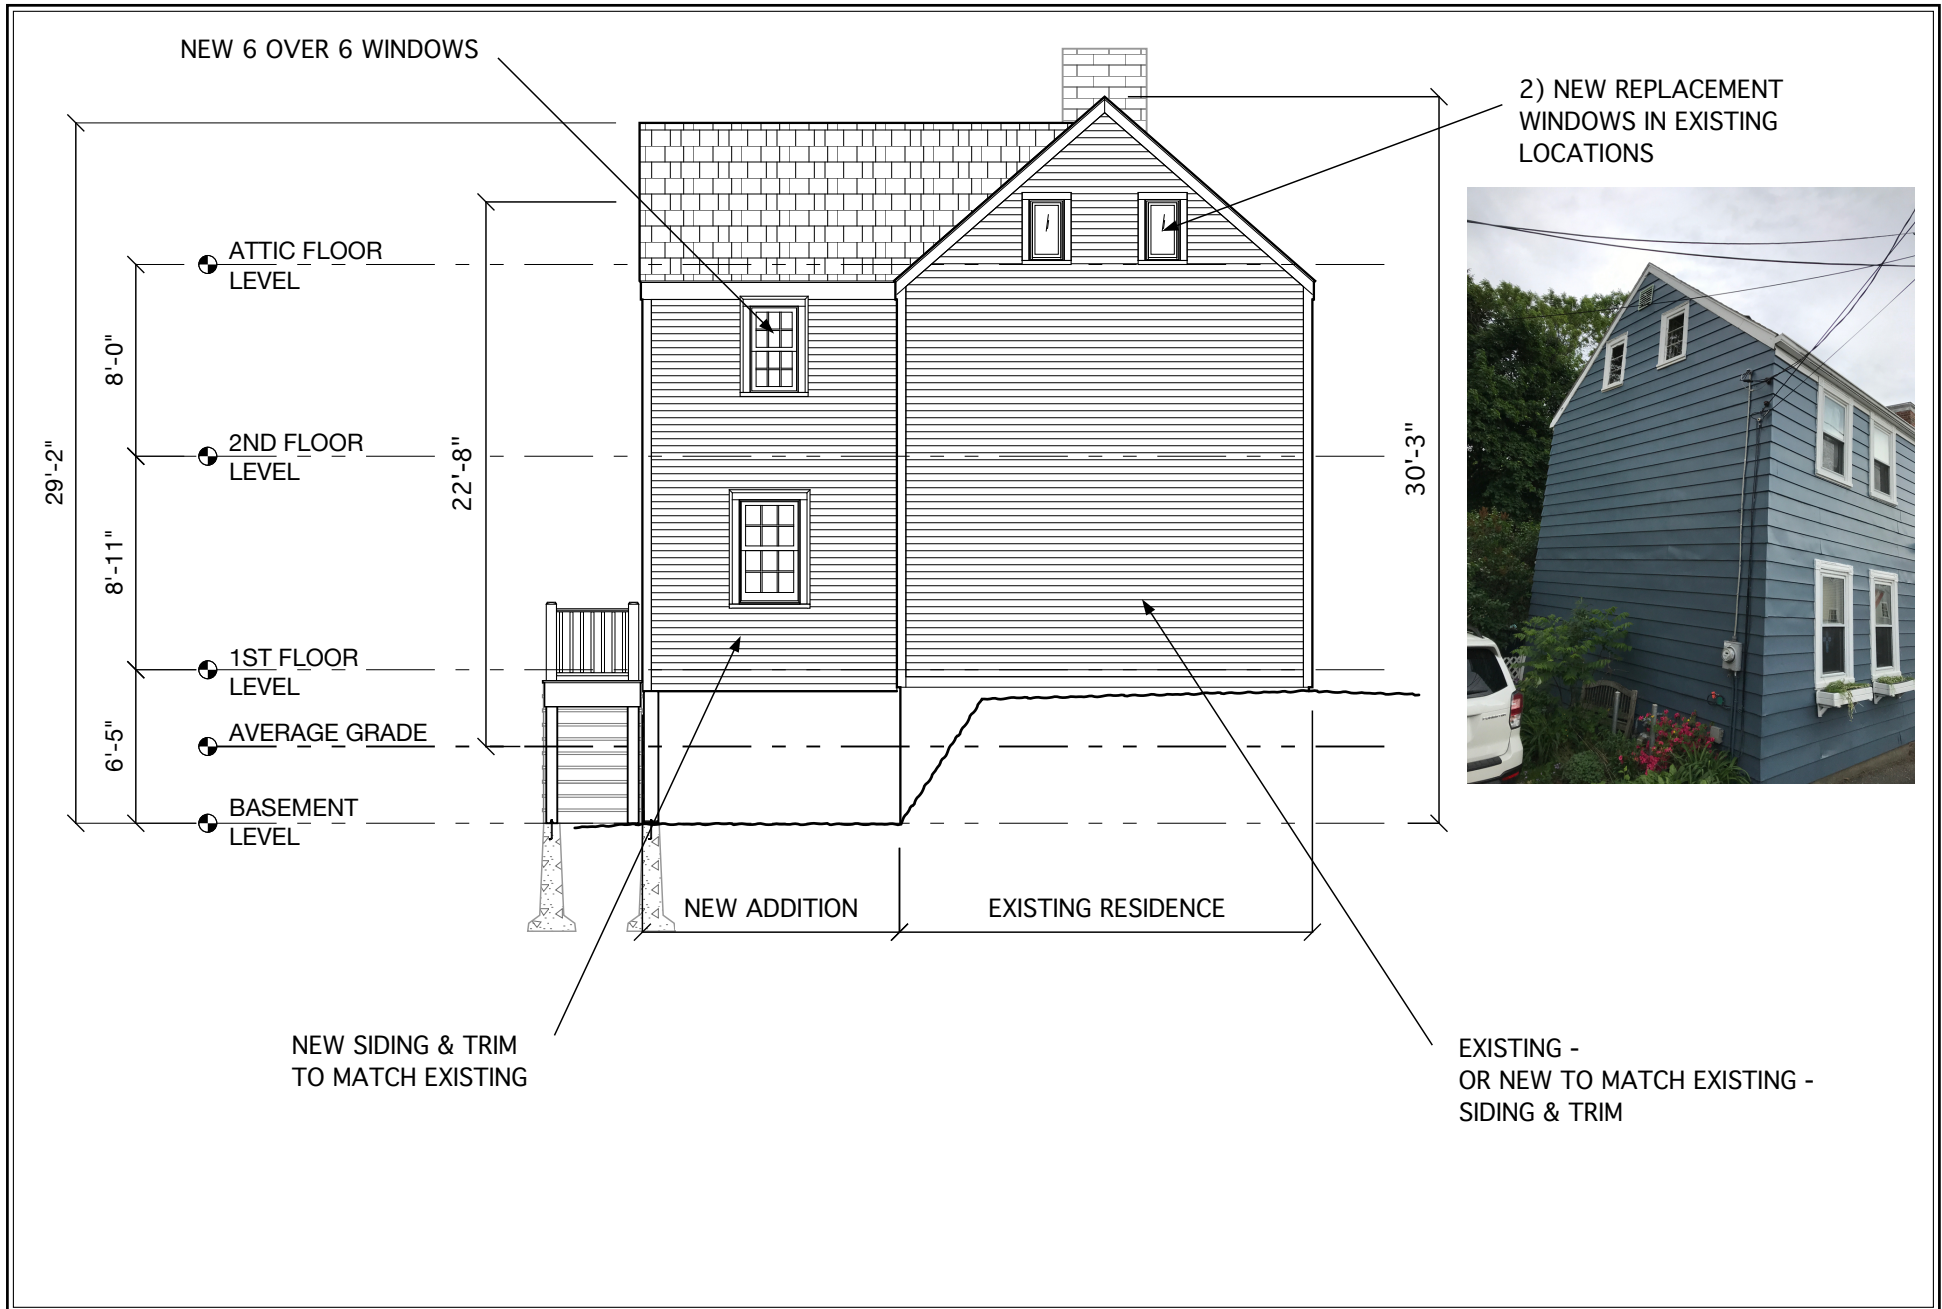 NEW 6 OVER 6 WINDOWS
2) NEW REPLACEMENT
WINDOWS IN EXISTING
LOCATIONS
ATTIC FLOOR
LEVEL
8'-0"
2ND FLOOR
LEVEL
29'-2"
22'-8"
30'-3"
8'-11"
1ST FLOOR
LEVEL
AVERAGE GRADE
6'-5"
BASEMENT
LEVEL
NEW ADDITION
EXISTING RESIDENCE
NEW SIDING & TRIM
TO MATCH EXISTING
EXISTING -
OR NEW TO MATCH EXISTING -
SIDING & TRIM